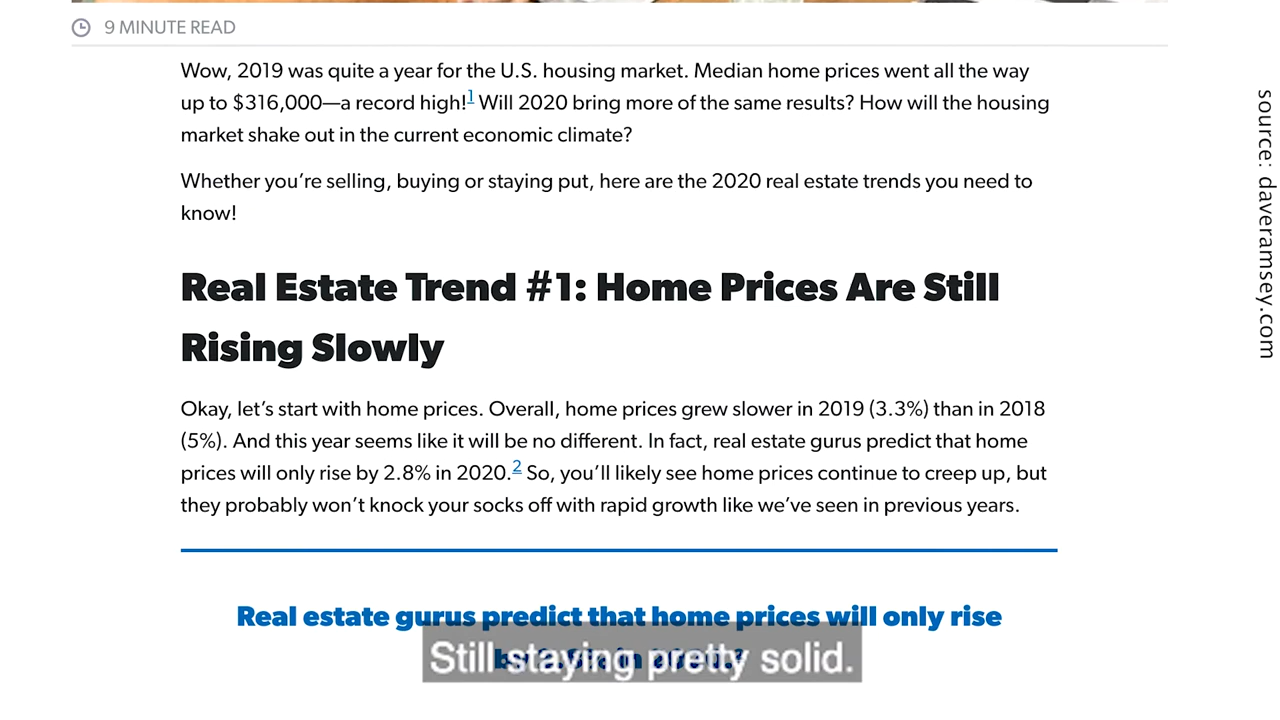 9 MINUTE READ
Wow, 2019 was quite a year for the U.S. housing market. Median home prices went all the way
up to $316,000—a record high!1 Will 2020 bring more of the same results? How will the housing
market shake out in the current economic climate?
Whether you’re selling, buying or staying put, here are the 2020 real estate trends you need to
know!
Real Estate Trend #1: Home Prices Are Still
Rising Slowly
Okay, let’s start with home prices. Overall, home prices grew slower in 2019 (3.3%) than in 2018
(5%). And this year seems like it will be no different. In fact, real estate gurus predict that home
prices will only rise by 2.8% in 2020.2 So, you’ll likely see home prices continue to creep up, but
they probably won’t knock your socks off with rapid growth like we’ve seen in previous years.
Real estate gurus predict that home prices will only rise
Still staying pretty solid.
source: daveramsey.com